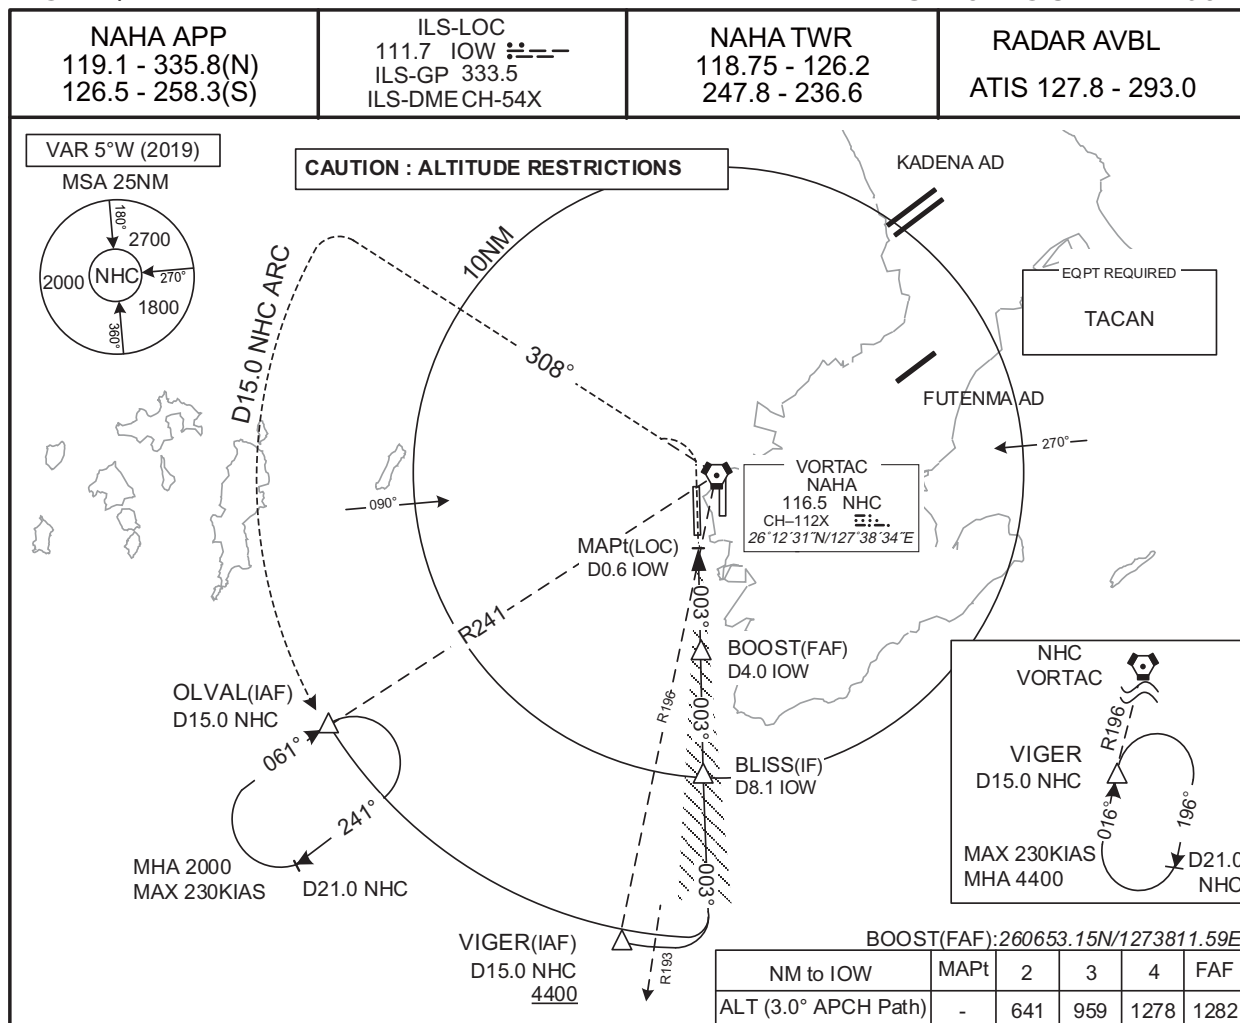 NAHA APP
119.1 - 335.8(N)
126.5 - 258.3(S)
ILS-LOC
111.7 IOW
ILS-GP 333.5
ILS-DME CH-54X
NAHA TWR
118.75 - 126.2
247.8 - 236.6
RADAR AVBL
ATIS 127.8 - 293.0
VAR 5°W (2019)
MSA 25NM
180°
2700
2000
NHC
270°
1800
360°
CAUTION : ALTITUDE RESTRICTIONS
KADENA AD
10NM
D15.0 NHC ARC
EQPT REQUIRED
TACAN
308°
FUTENMA AD
270°
090°
VORTAC
NAHA
116.5 NHC
CH–112X
26°12´31˝N/127°38´34˝E
MAPt(LOC)
D0.6 IOW
003°
R241
BOOST(FAF)
D4.0 IOW
OLVAL(IAF)
D15.0 NHC
R196
003°
061°
BLISS(IF)
D8.1 IOW
241°
MHA 2000
MAX 230KIAS
D21.0 NHC
003°
VIGER(IAF)
D15.0 NHC
4400
R193
NHC
VORTAC
R196
VIGER
D15.0 NHC
016°
196°
MAX 230KIAS
MHA 4400
D21.0
NHC
BOOST(FAF):260653.15N/1273811.59E
NM to IOW MAPt 2 3 4 FAF
ALT (3.0° APCH Path) - 641 959 1278 1282